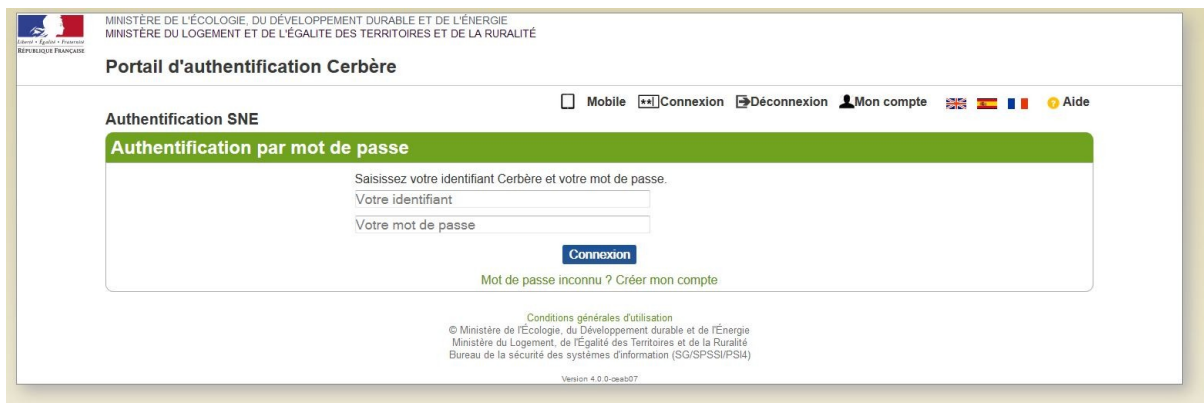 MINISTÈRE DE L'ÉCOLOGIE, DU DÉVELOPPEMENT DURABLE ET DE L'ÉNERGIE
MINISTÈRE DU LOGEMENT ET DE L'ÉGALITE DES TERRITOIRES ET DE LA RURALITÉ
Liberté • Égalité • Fraternité
RÉPUBLIQUE FRANÇAISE
Portail d'authentification Cerbère
Mobile Connexion Déconnexion Mon compte ? Aide
Authentification SNE
Authentification par mot de passe
Saisissez votre identifiant Cerbère et votre mot de passe.
Votre identifiant
Votre mot de passe
Connexion
Mot de passe inconnu ? Créer mon compte
Conditions générales d'utilisation
© Ministère de l'Écologie, du Développement durable et de l'Énergie
Ministère du Logement, de l'Égalité des Territoires et de la Ruralité
Bureau de la sécurité des systèmes d'information (SG/SPSSI/PSI4)
Version 4.0.0-ceab07